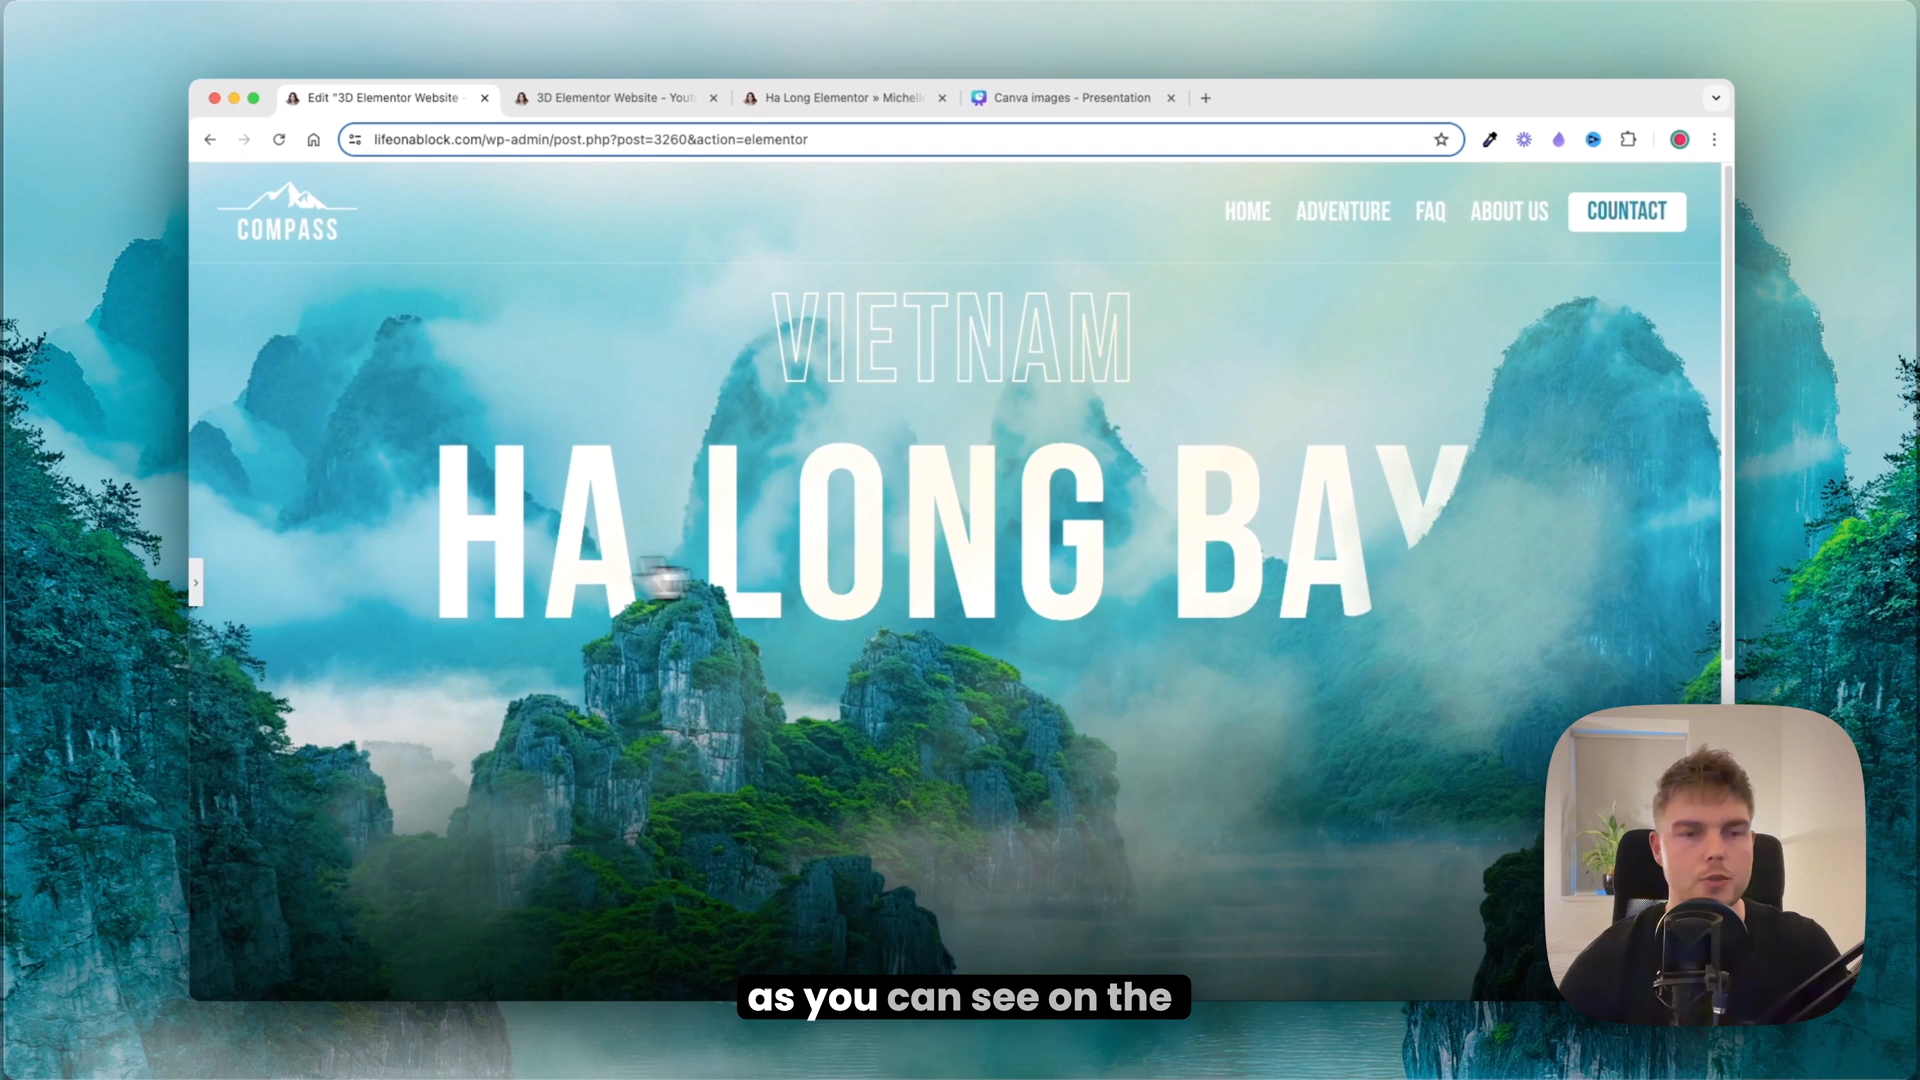 Edit "3D Elementor Website -
3D Elementor Website - Yout
Ha Long Elementor » Michell
Canva images - Presentation
lifeonablock.com/wp-admin/post.php?post=3260&action=elementor
COMPASS
HOME ADVENTURE FAQ ABOUT US COUNTACT
VIETNAM
HA LONG BAY
as you can see on the